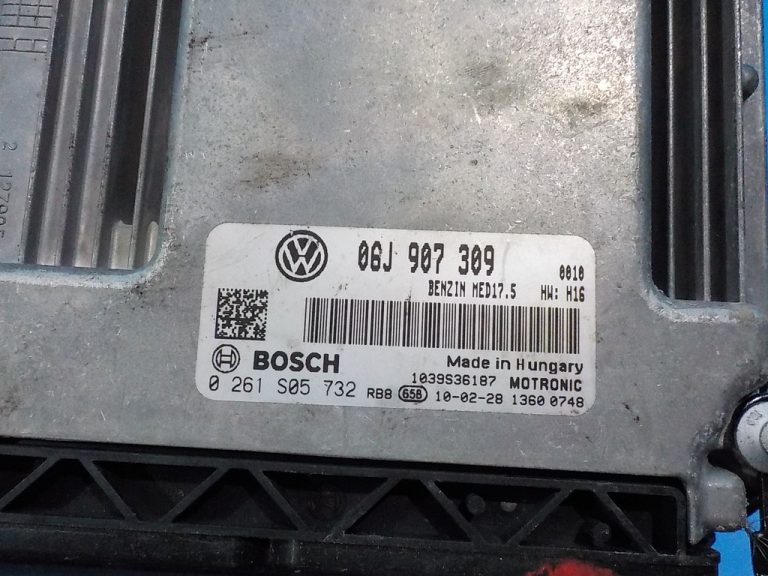 06J 907 309
0010
BENZIN MED17.5 HW: H16
BOSCH Made in Hungary
1039S36187 MOTRONIC
0 261 S05 732 RB8 658 10-02-28 1360 0748